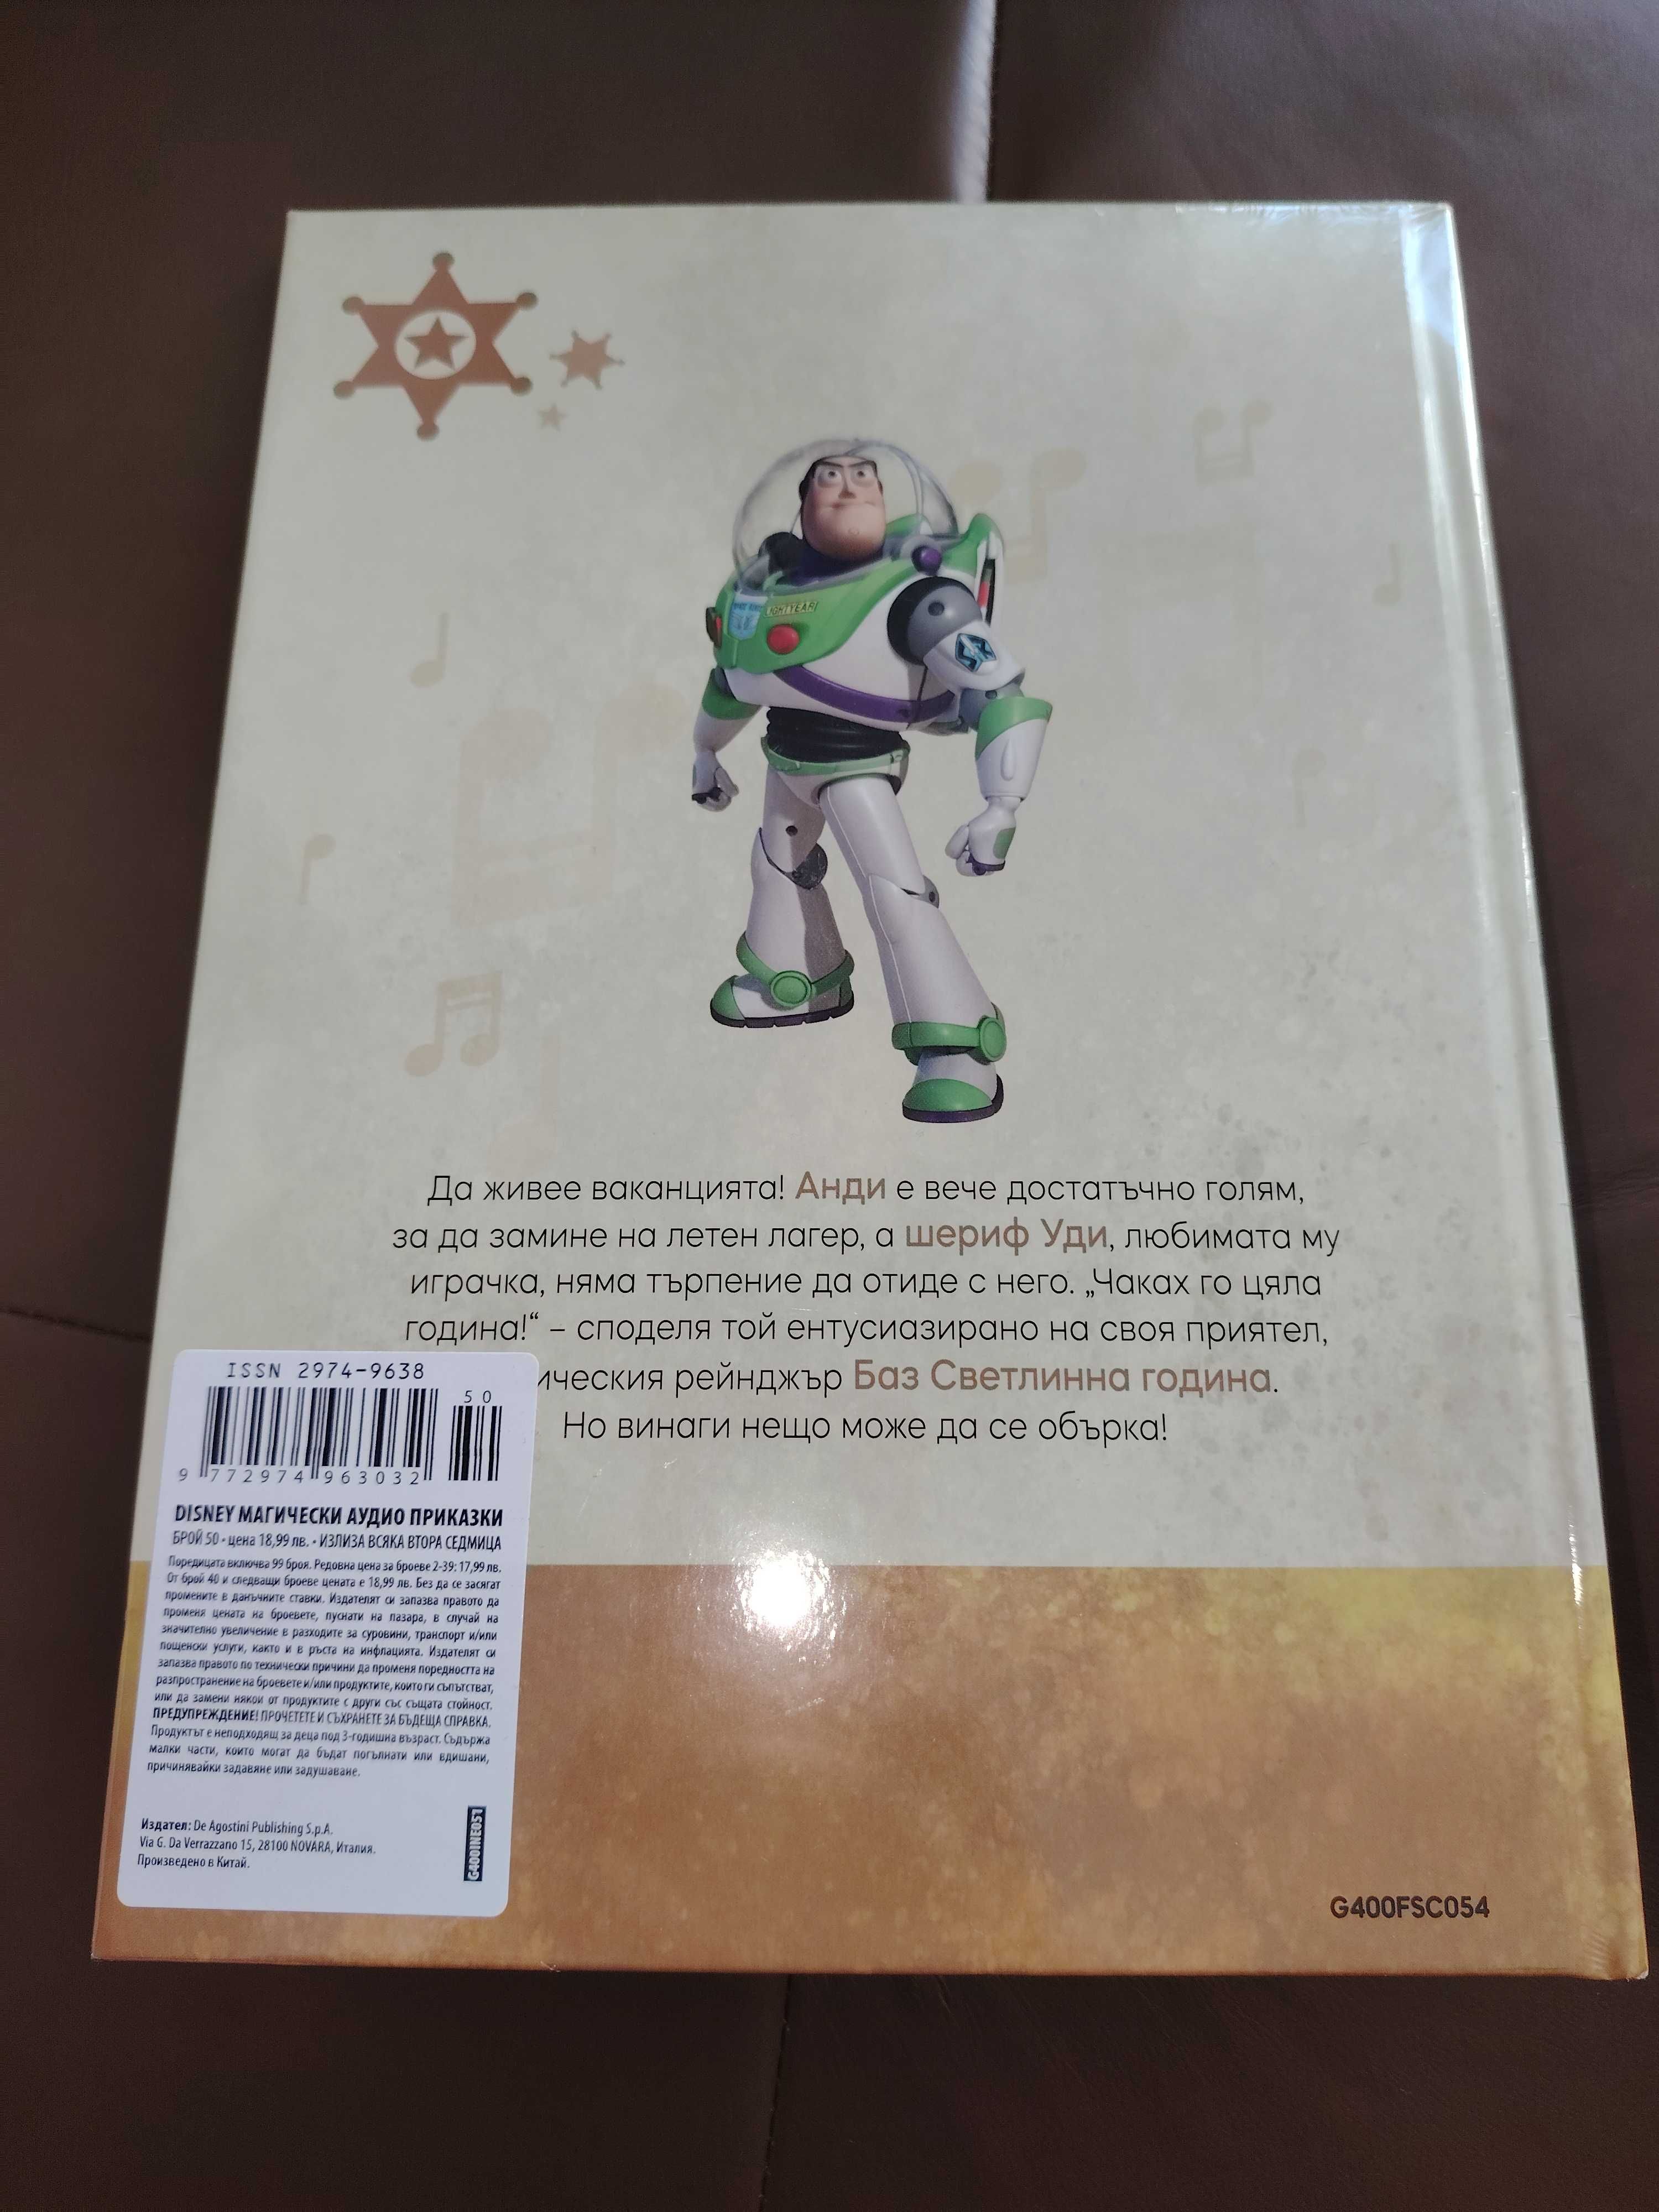 LIGHTYEAR
Да живее ваканцията! Анди е вече достатъчно голям,
за да замине на летен лагер, а шериф Уди, любимата му
играчка, няма търпение да отиде с него. „Чаках го цяла
година!“ – споделя той ентусиазирано на своя приятел,
ическия рейнджър Баз Светлинна година.
Но винаги нещо може да се обърка!
ISSN 2974-9638
50
9 772974 963032
DISNEY МАГИЧЕСКИ АУДИО ПРИКАЗКИ
БРОЙ 50 - цена 18,99 лв. - ИЗЛИЗА ВСЯКА ВТОРА СЕДМИЦА
Поредицата включва 99 броя. Редовна цена за броеве 2-39: 17,99 лв.
От брой 40 и следващи броеве цената е 18,99 лв. Без да се засягат
промените в данъчните ставки. Издателят си запазва правото да
променя цената на броевете, пуснати на пазара, в случай на
значително увеличение в разходите за суровини, транспорт и/или
пощенски услуги, както и в ръста на инфлацията. Издателят си
запазва правото по технически причини да променя поредността на
разпространение на броевете и/или продуктите, които ги съпътстват,
или да замени някои от продуктите с други със същата стойност.
ПРЕДУПРЕЖДЕНИЕ! ПРОЧЕТЕТЕ И СЪХРАНЕТЕ ЗА БЪДЕЩА СПРАВКА.
Продуктът е неподходящ за деца под 3-годишна възраст. Съдържа
малки части, които могат да бъдат погълнати или вдишани,
причинявайки задавяне или задушаване.
Издател: De Agostini Publishing S.p.A.
Via G. Da Verrazzano 15, 28100 NOVARA, Италия.
Произведено в Китай.
G400INE051
G400FSC054